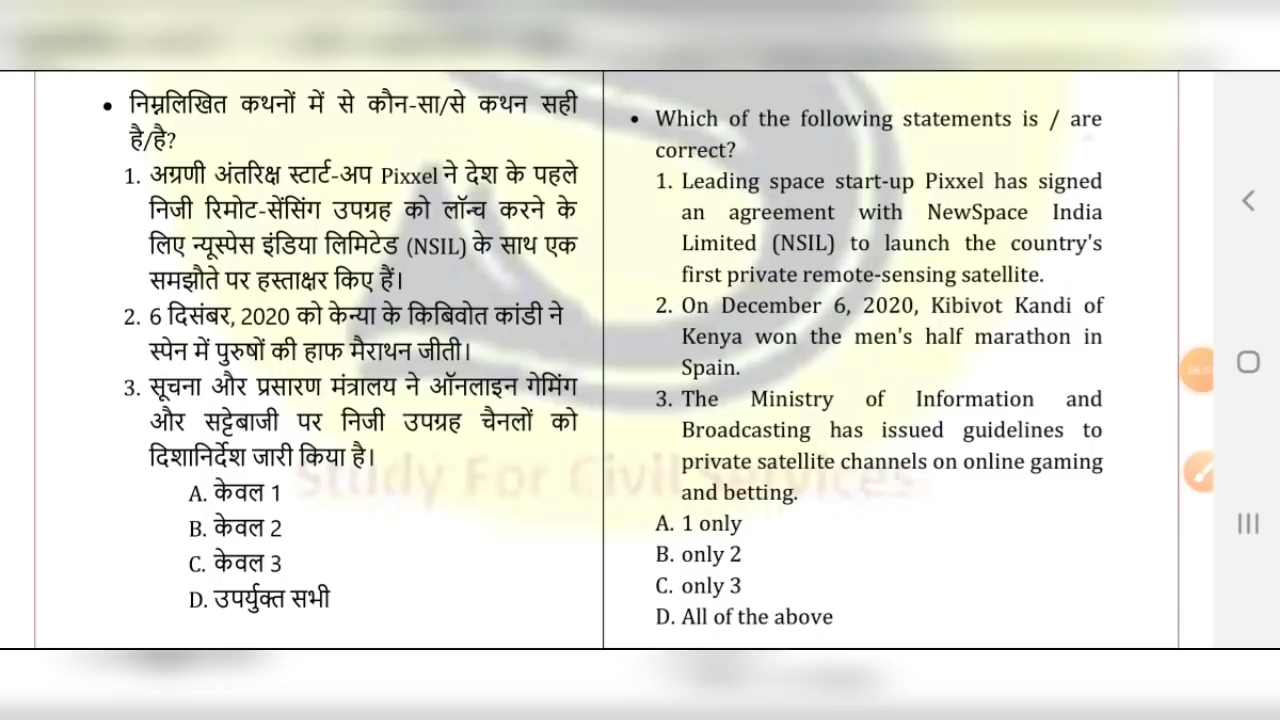 • निम्नलिखित कथनों में से कौन-सा/से कथन सही
है/है?
1. अग्रणी अंतरिक्ष स्टार्ट-अप Pixxel ने देश के पहले
निजी रिमोट-सेंसिंग उपग्रह को लॉन्च करने के
लिए न्यूस्पेस इंडिया लिमिटेड (NSIL) के साथ एक
समझौते पर हस्ताक्षर किए हैं।
2. 6 दिसंबर, 2020 को केन्या के किबिवोत कांडी ने
स्पेन में पुरुषों की हाफ मैराथन जीती।
3. सूचना और प्रसारण मंत्रालय ने ऑनलाइन गेमिंग
और सट्टेबाजी पर निजी उपग्रह चैनलों को
दिशानिर्देश जारी किया है।
A. केवल 1
B. केवल 2
C. केवल 3
D. उपर्युक्त सभी
• Which of the following statements is / are
correct?
1. Leading space start-up Pixxel has signed
an agreement with NewSpace India
Limited (NSIL) to launch the country's
first private remote-sensing satellite.
2. On December 6, 2020, Kibivot Kandi of
Kenya won the men's half marathon in
Spain.
3. The Ministry of Information and
Broadcasting has issued guidelines to
private satellite channels on online gaming
and betting.
A. 1 only
B. only 2
C. only 3
D. All of the above
Study For Civil Services